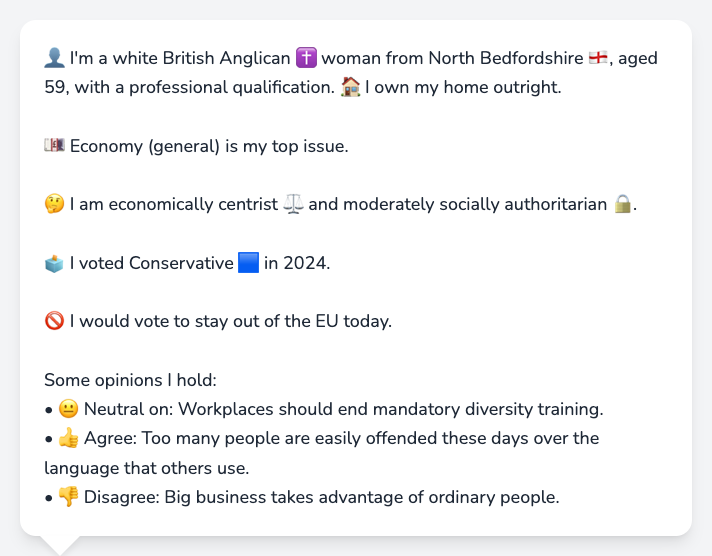 👤 I'm a white British Anglican ✝️ woman from North Bedfordshire 🏴󠁧󠁢󠁥󠁮󠁧󠁿, aged
59, with a professional qualification. 🏠 I own my home outright.
💷 Economy (general) is my top issue.
🤔 I am economically centrist ⚖️ and moderately socially authoritarian 🔒.
🗳️ I voted Conservative 🟦 in 2024.
🚫 I would vote to stay out of the EU today.
Some opinions I hold:
• 😐 Neutral on: Workplaces should end mandatory diversity training.
• 👍 Agree: Too many people are easily offended these days over the
language that others use.
• 👎 Disagree: Big business takes advantage of ordinary people.